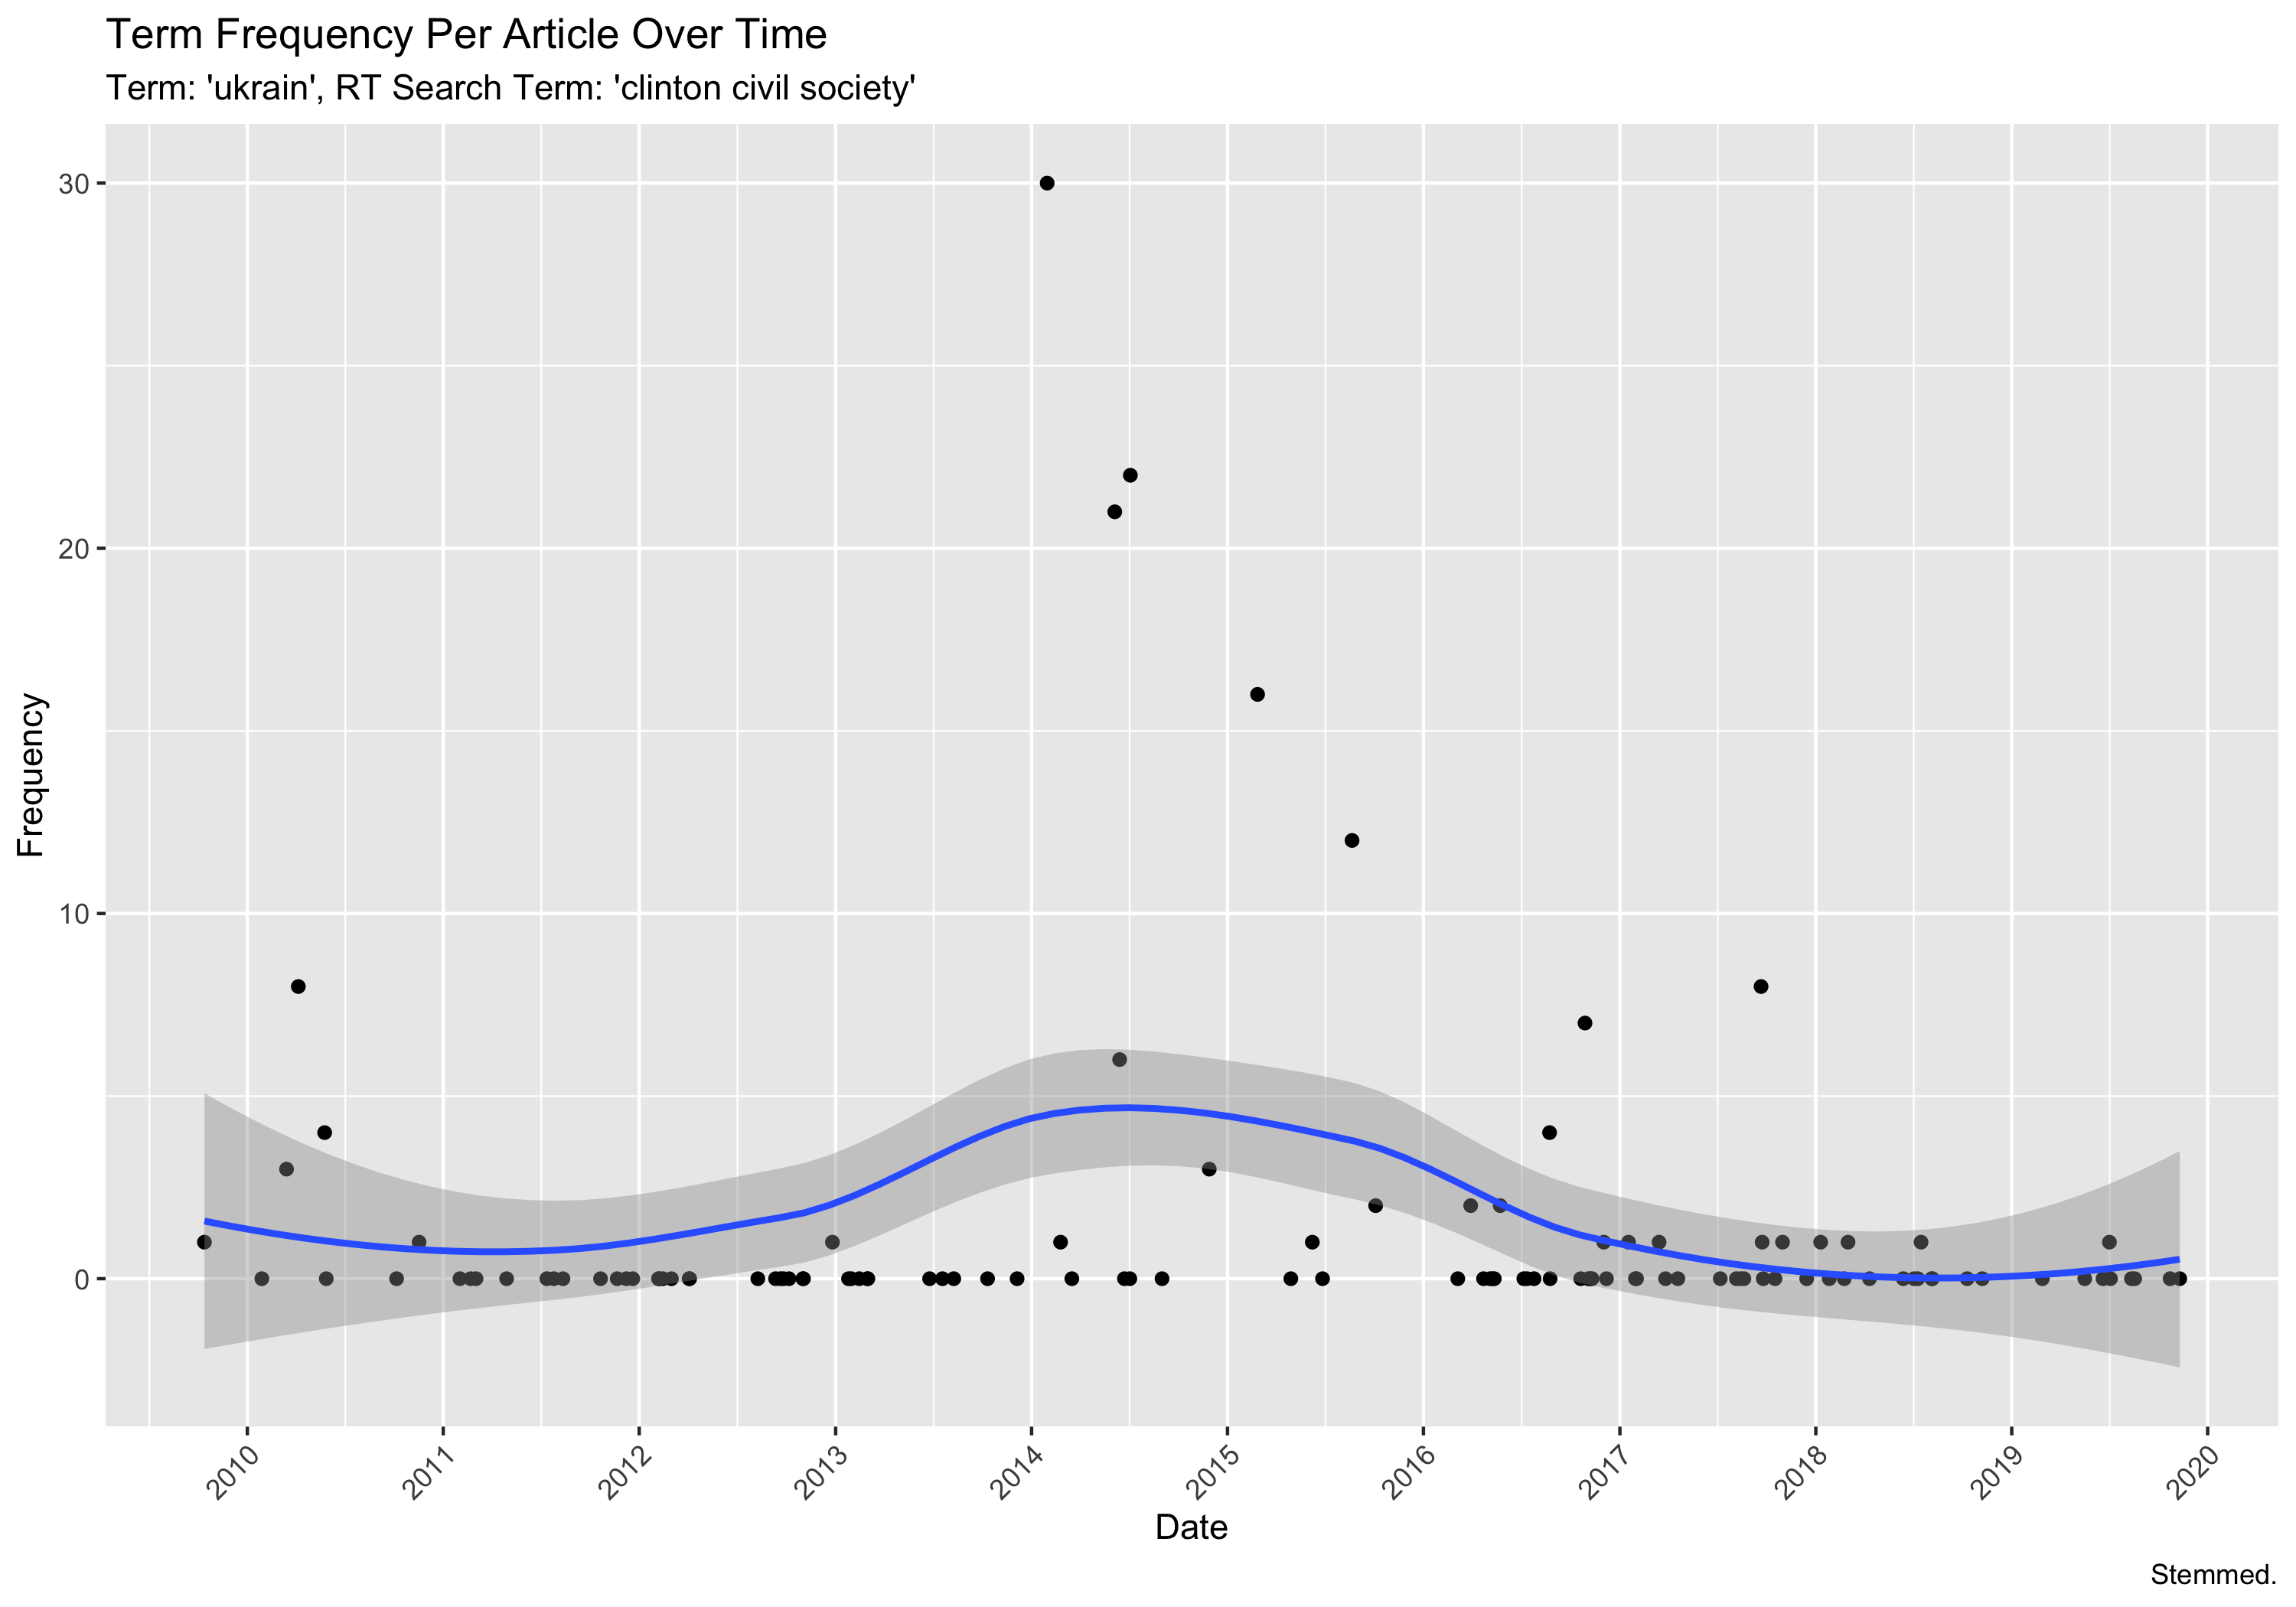 Term Frequency Per Article Over Time
Term: 'ukrain', RT Search Term: 'clinton civil society'
Frequency
30
20
10
0
2010 2011 2012 2013 2014 2015 2016 2017 2018 2019 2020
Date
Stemmed.